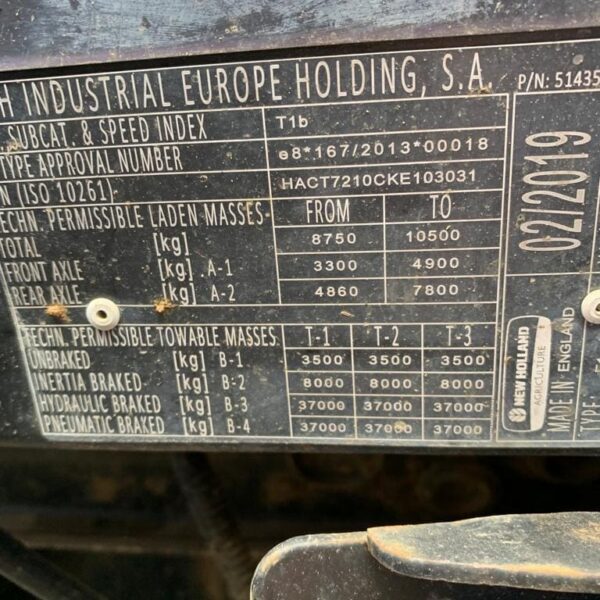 H INDUSTRIAL EUROPE HOLDING, S.A. P/N: 51435
SUBCAT. & SPEED INDEX T1b
TYPE APPROVAL NUMBER e8*167/2013*00018
N (ISO 10261) HACT7210CKE103031
TECHN. PERMISSIBLE LADEN MASSES FROM TO
TOTAL [kg] 8750 10500
FRONT AXLE [kg] A-1 3300 4900
REAR AXLE [kg] A-2 4860 7800
TECHN. PERMISSIBLE TOWABLE MASSES T-1 T-2 T-3
UNBRAKED [kg] B-1 3500 3500 3500
INERTIA BRAKED [kg] B-2 8000 8000 8000
HYDRAULIC BRAKED [kg] B-3 37000 37000 37000
PNEUMATIC BRAKED [kg] B-4 37000 37000 37000
02/2019
NEW HOLLAND
AGRICULTURE
MADE IN ENGLAND
TYPE